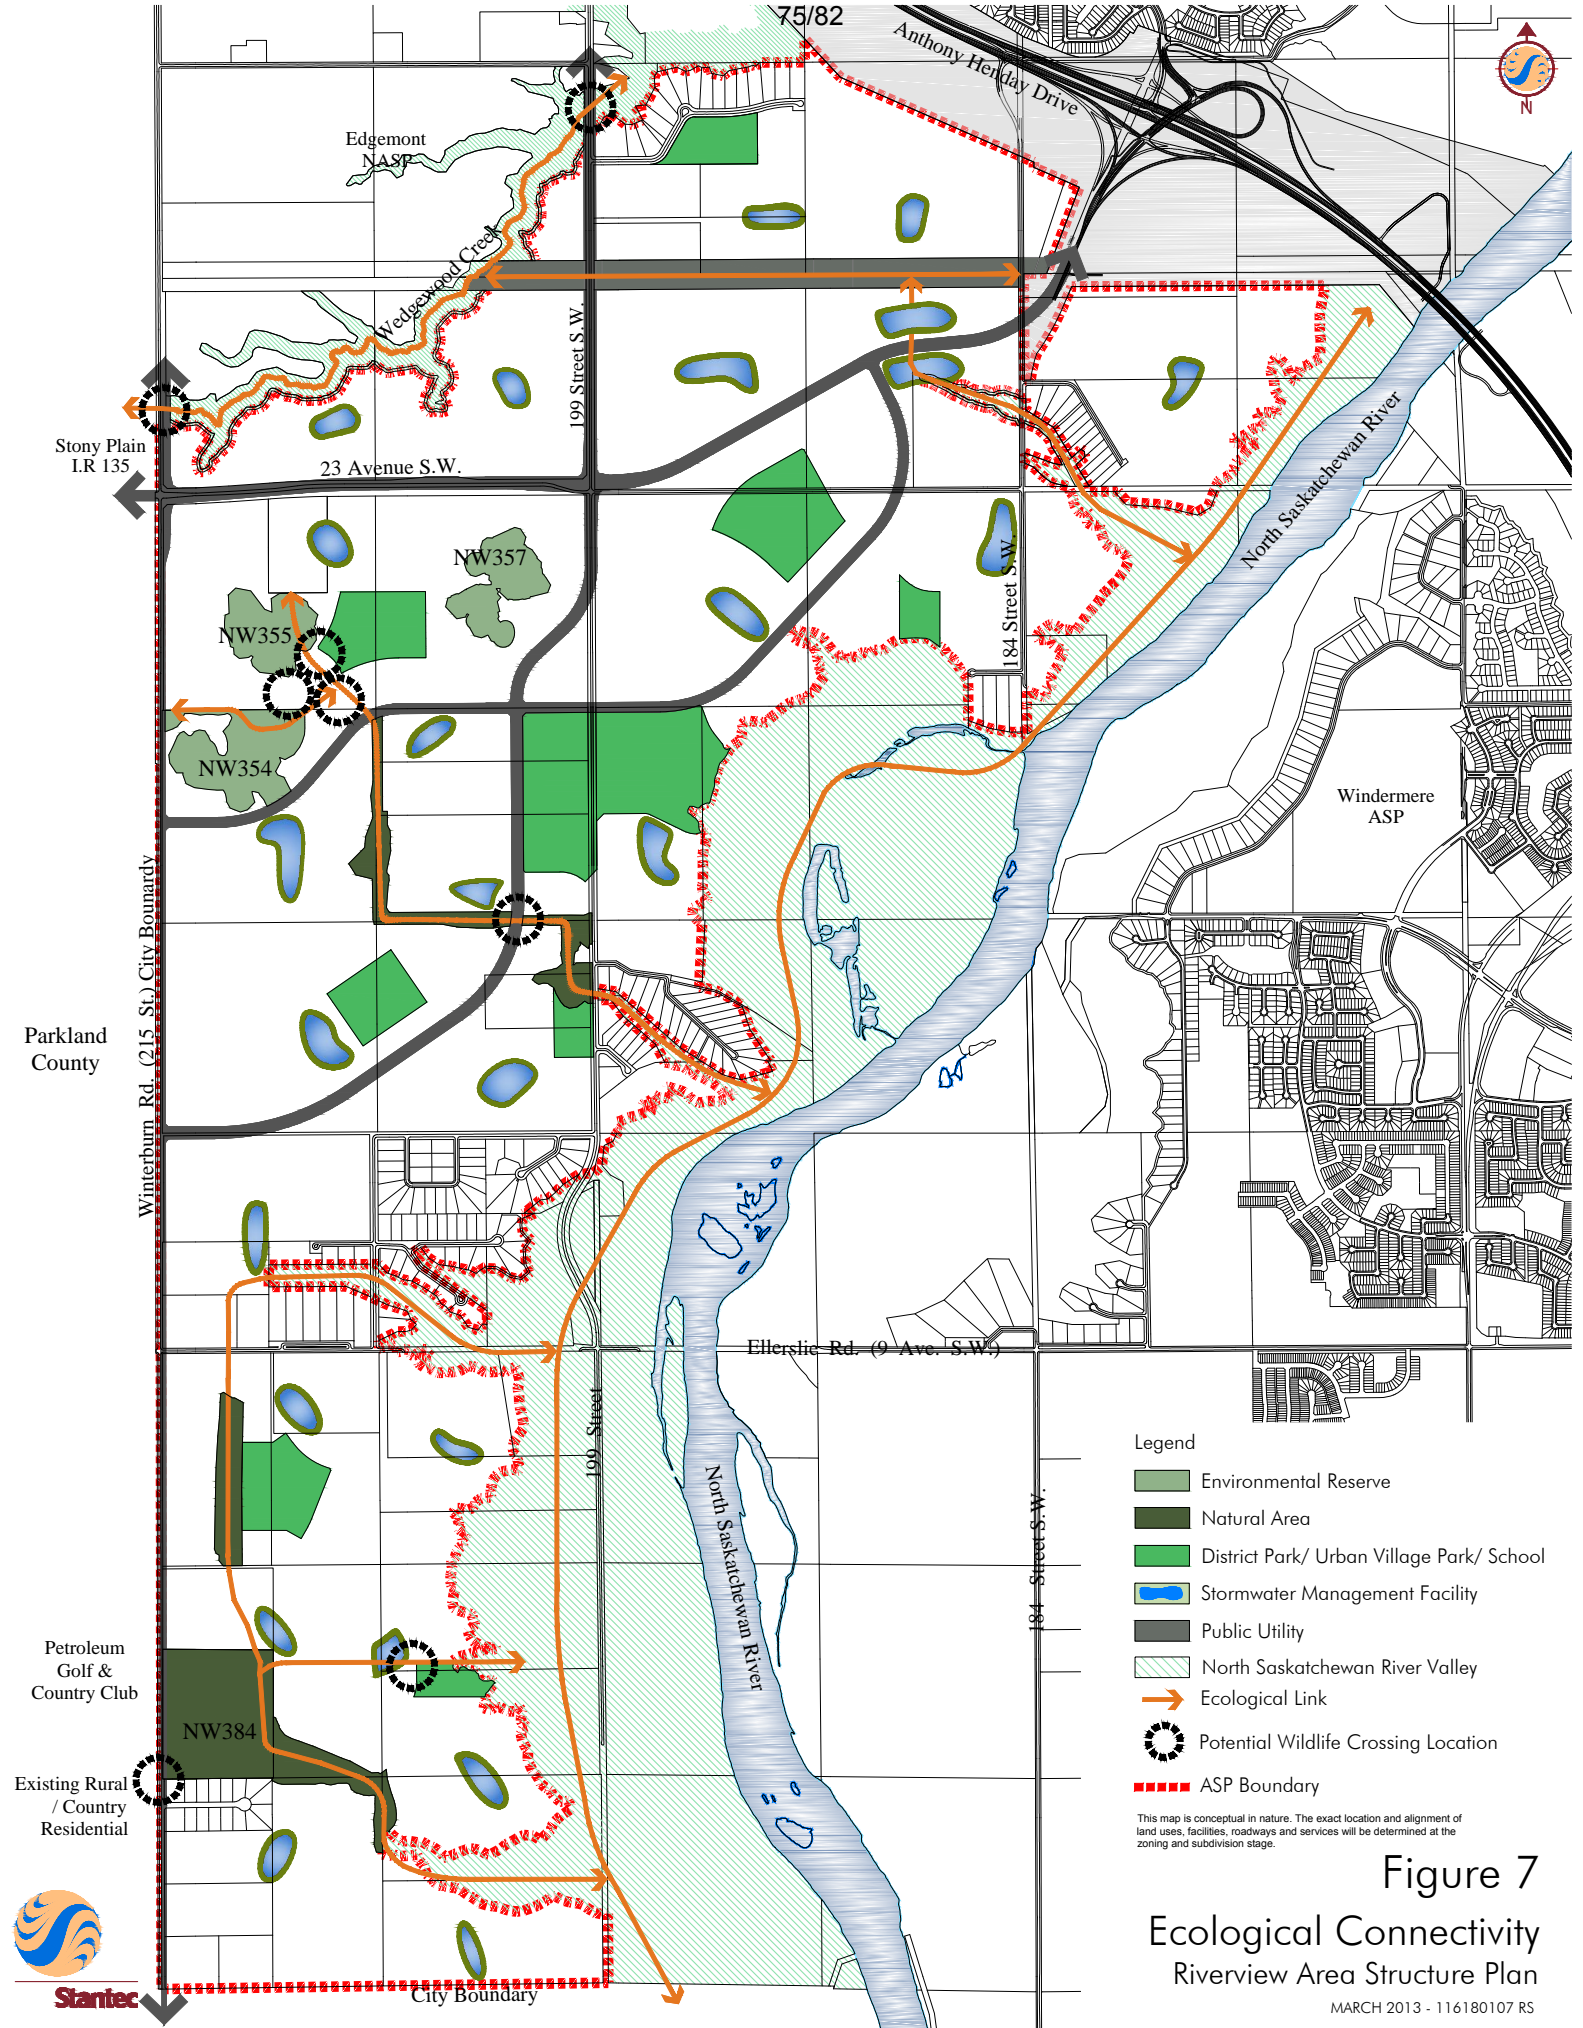 75/82
Anthony Henday Drive
N
Edgemont
NASP
Wedgewood Creek
199 Street S.W.
Stony Plain
I.R 135
23 Avenue S.W.
North Saskatchewan River
NW357
NW355
184 Street S.W.
NW354
Windermere
ASP
Winterburn Rd. (215 St.) City Bounardy
Parkland
County
Ellerslie Rd. (9 Ave. S.W.)
199 Street
North Saskatchewan River
184 Street S.W.
Petroleum
Golf &
Country Club
NW384
Existing Rural
/ Country
Residential
City Boundary
Stantec
Legend
Environmental Reserve
Natural Area
District Park/ Urban Village Park/ School
Stormwater Management Facility
Public Utility
North Saskatchewan River Valley
Ecological Link
Potential Wildlife Crossing Location
ASP Boundary
This map is conceptual in nature. The exact location and alignment of
land uses, facilities, roadways and services will be determined at the
zoning and subdivision stage.
Figure 7
Ecological Connectivity
Riverview Area Structure Plan
MARCH 2013 - 116180107 RS